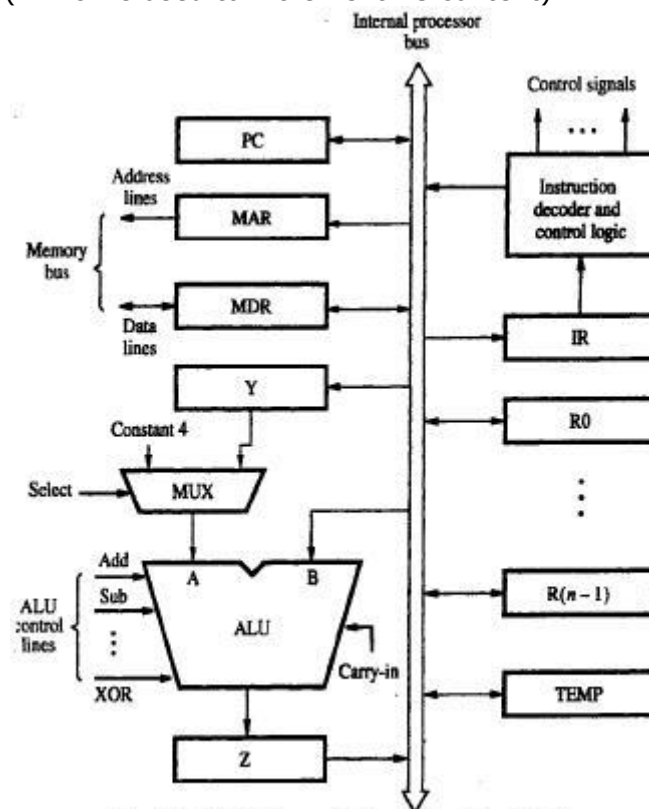 Internal processor
bus
Control signals
...
PC
Address
lines
MAR
Instruction
decoder and
control logic
Memory
bus
MDR
Data
lines
IR
Y
R0
Constant 4
Select
MUX
Add
A
B
R(n − 1)
ALU
control
lines
Sub
ALU
XOR
Carry-in
TEMP
Z